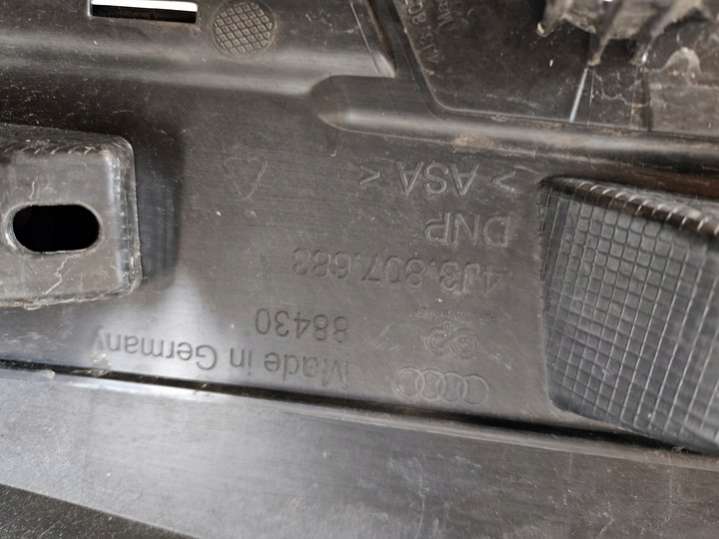 Made in Germany
88430
4J3.807.683
DNP
> ASA <